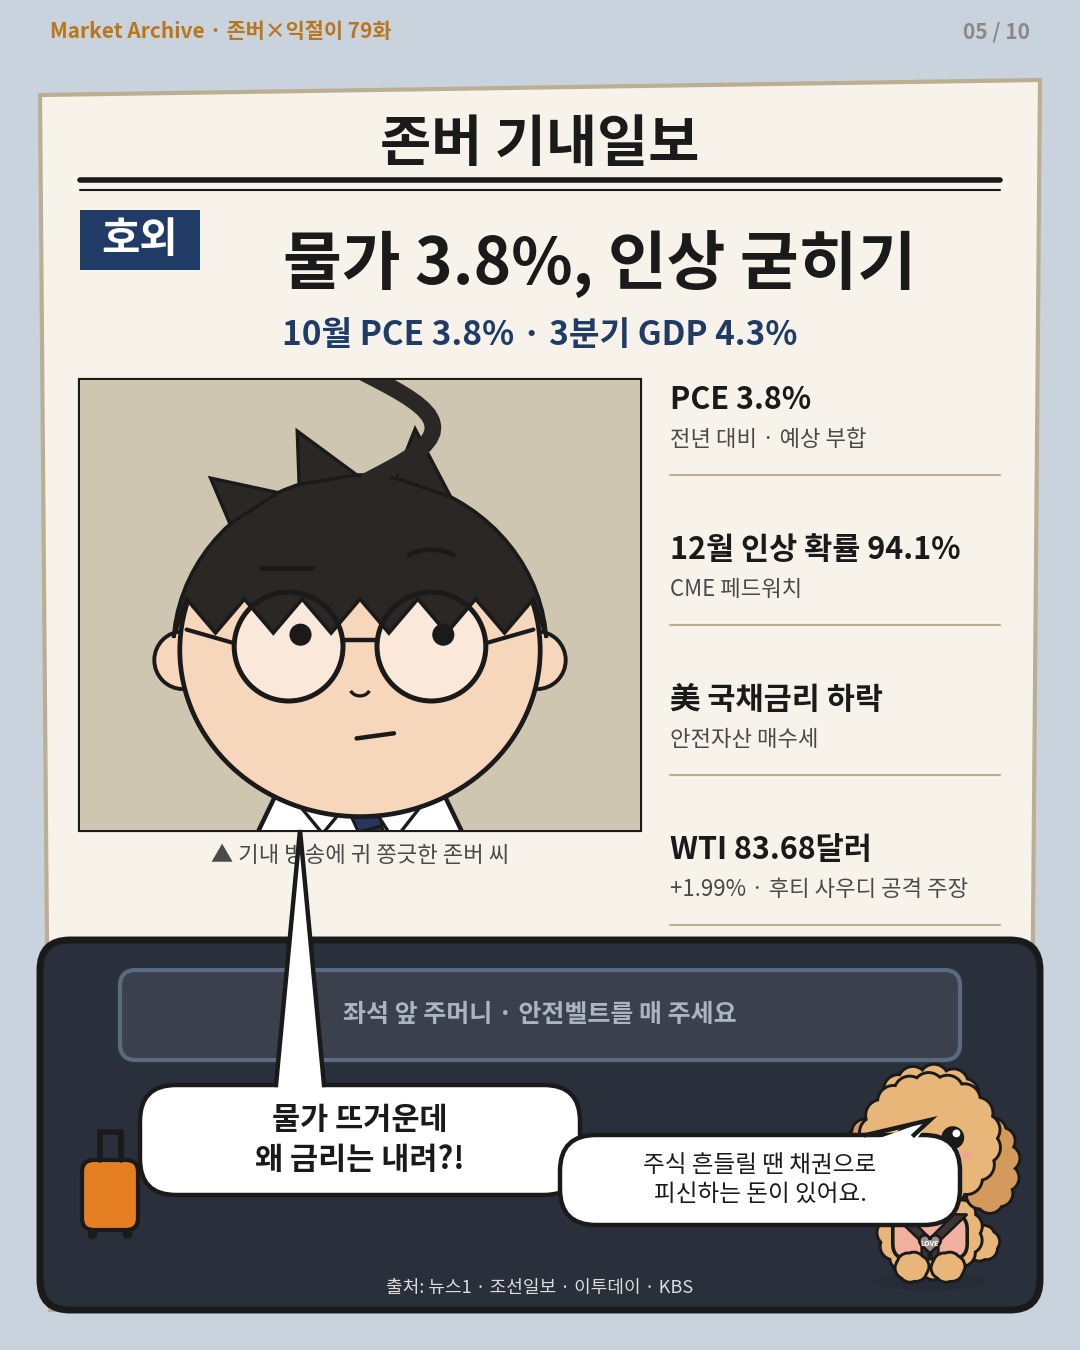 Market Archive · 존버×익절이 79화
05 / 10
존버 기내일보
호외
물가 3.8%, 인상 굳히기
10월 PCE 3.8% · 3분기 GDP 4.3%
PCE 3.8%
전년 대비 · 예상 부합
12월 인상 확률 94.1%
CME 페드워치
美 국채금리 하락
안전자산 매수세
WTI 83.68달러
+1.99% · 후티 사우디 공격 주장
▲ 기내 방송에 귀 쫑긋한 존버 씨
좌석 앞 주머니 · 안전벨트를 매 주세요
물가 뜨거운데
왜 금리는 내려?!
주식 흔들릴 땐 채권으로
피신하는 돈이 있어요.
LOVE
출처: 뉴스1 · 조선일보 · 이투데이 · KBS